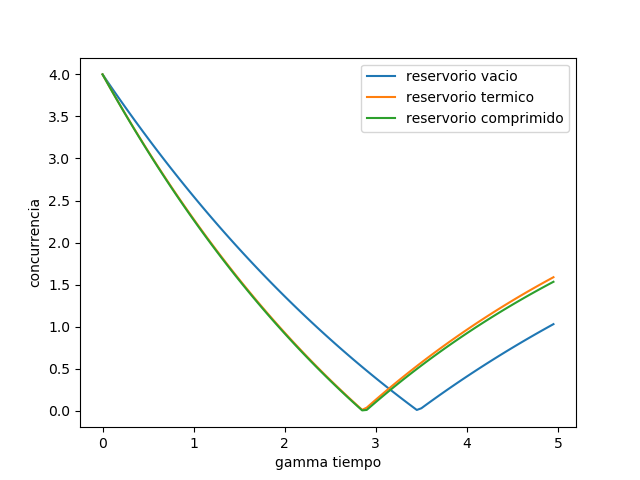 reservorio vacio
reservorio termico
reservorio comprimido
concurrencia
4.0
3.5
3.0
2.5
2.0
1.5
1.0
0.5
0.0
0 1 2 3 4 5
gamma tiempo